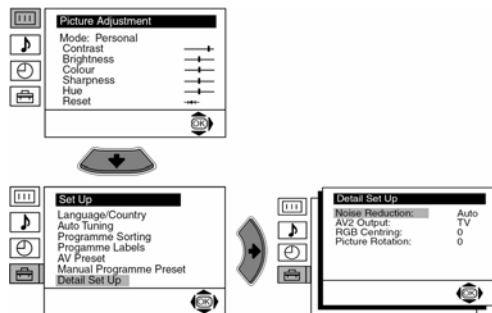 Picture Adjustment
Mode: Personal
Contrast
Brightness
Colour
Sharpness
Hue
Reset
OK
Set Up
Language/Country
Auto Tuning
Programme Sorting
Progamme Labels
AV Preset
Manual Programme Preset
Detail Set Up
OK
Detail Set Up
Noise Reduction: Auto
AV2 Output: TV
RGB Centring: 0
Picture Rotation: 0
OK